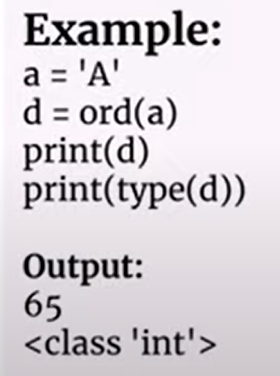 Example:
a = 'A'
d = ord(a)
print(d)
print(type(d))
Output:
65
<class 'int'>